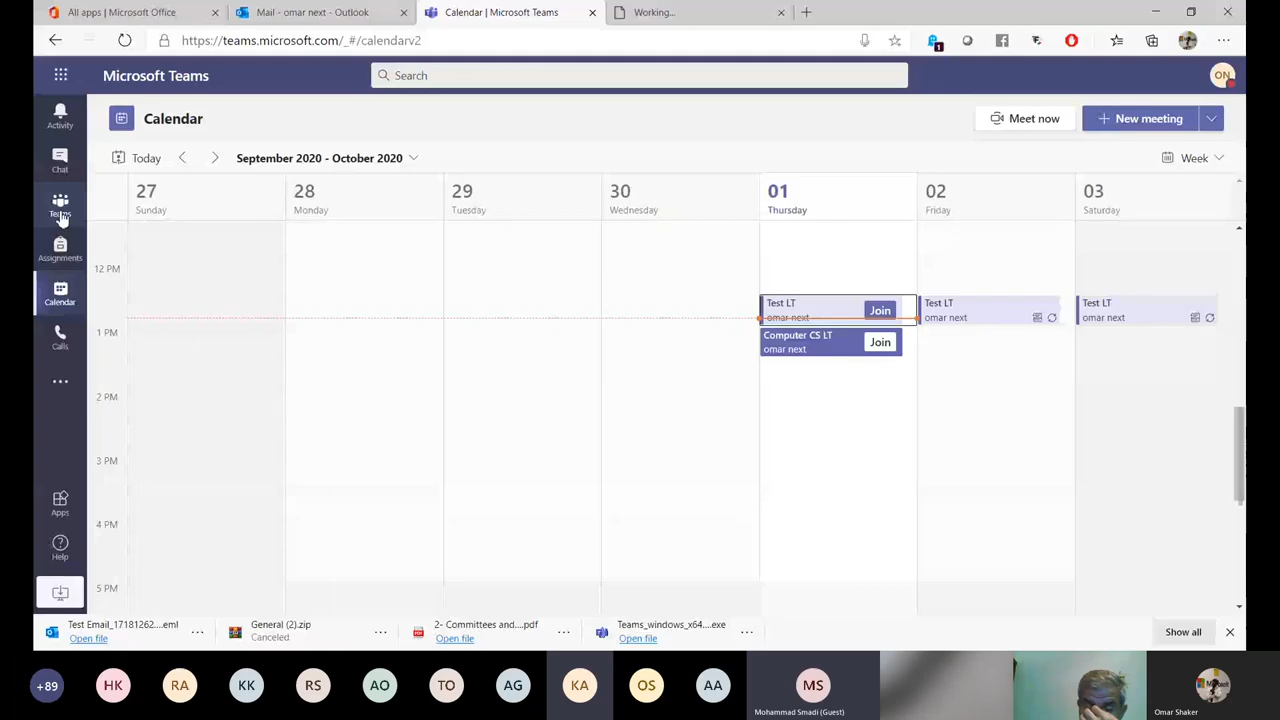 All apps | Microsoft Office
Mail - omar next - Outlook
Calendar | Microsoft Teams
Working...
https://teams.microsoft.com/_#/calendarv2
1
Microsoft Teams
Search
ON
Activity
Chat
Teams
Assignments
Calendar
Calls
Apps
Help
Calendar
Meet now
New meeting
Today
September 2020 - October 2020
Week
27
Sunday
28
Monday
29
Tuesday
30
Wednesday
01
Thursday
02
Friday
03
Saturday
12 PM
1 PM
2 PM
3 PM
4 PM
5 PM
Test LT
omar next
Join
Computer CS LT
omar next
Join
Test LT
omar next
Test LT
omar next
Test Email_17181262....eml
Open file
General (2).zip
Canceled
2- Committees and....pdf
Open file
Teams_windows_x64....exe
Open file
Show all
+89
HK
RA
KK
RS
AO
TO
AG
KA
OS
AA
MS
Mohammad Smadi (Guest)
Omar Shaker